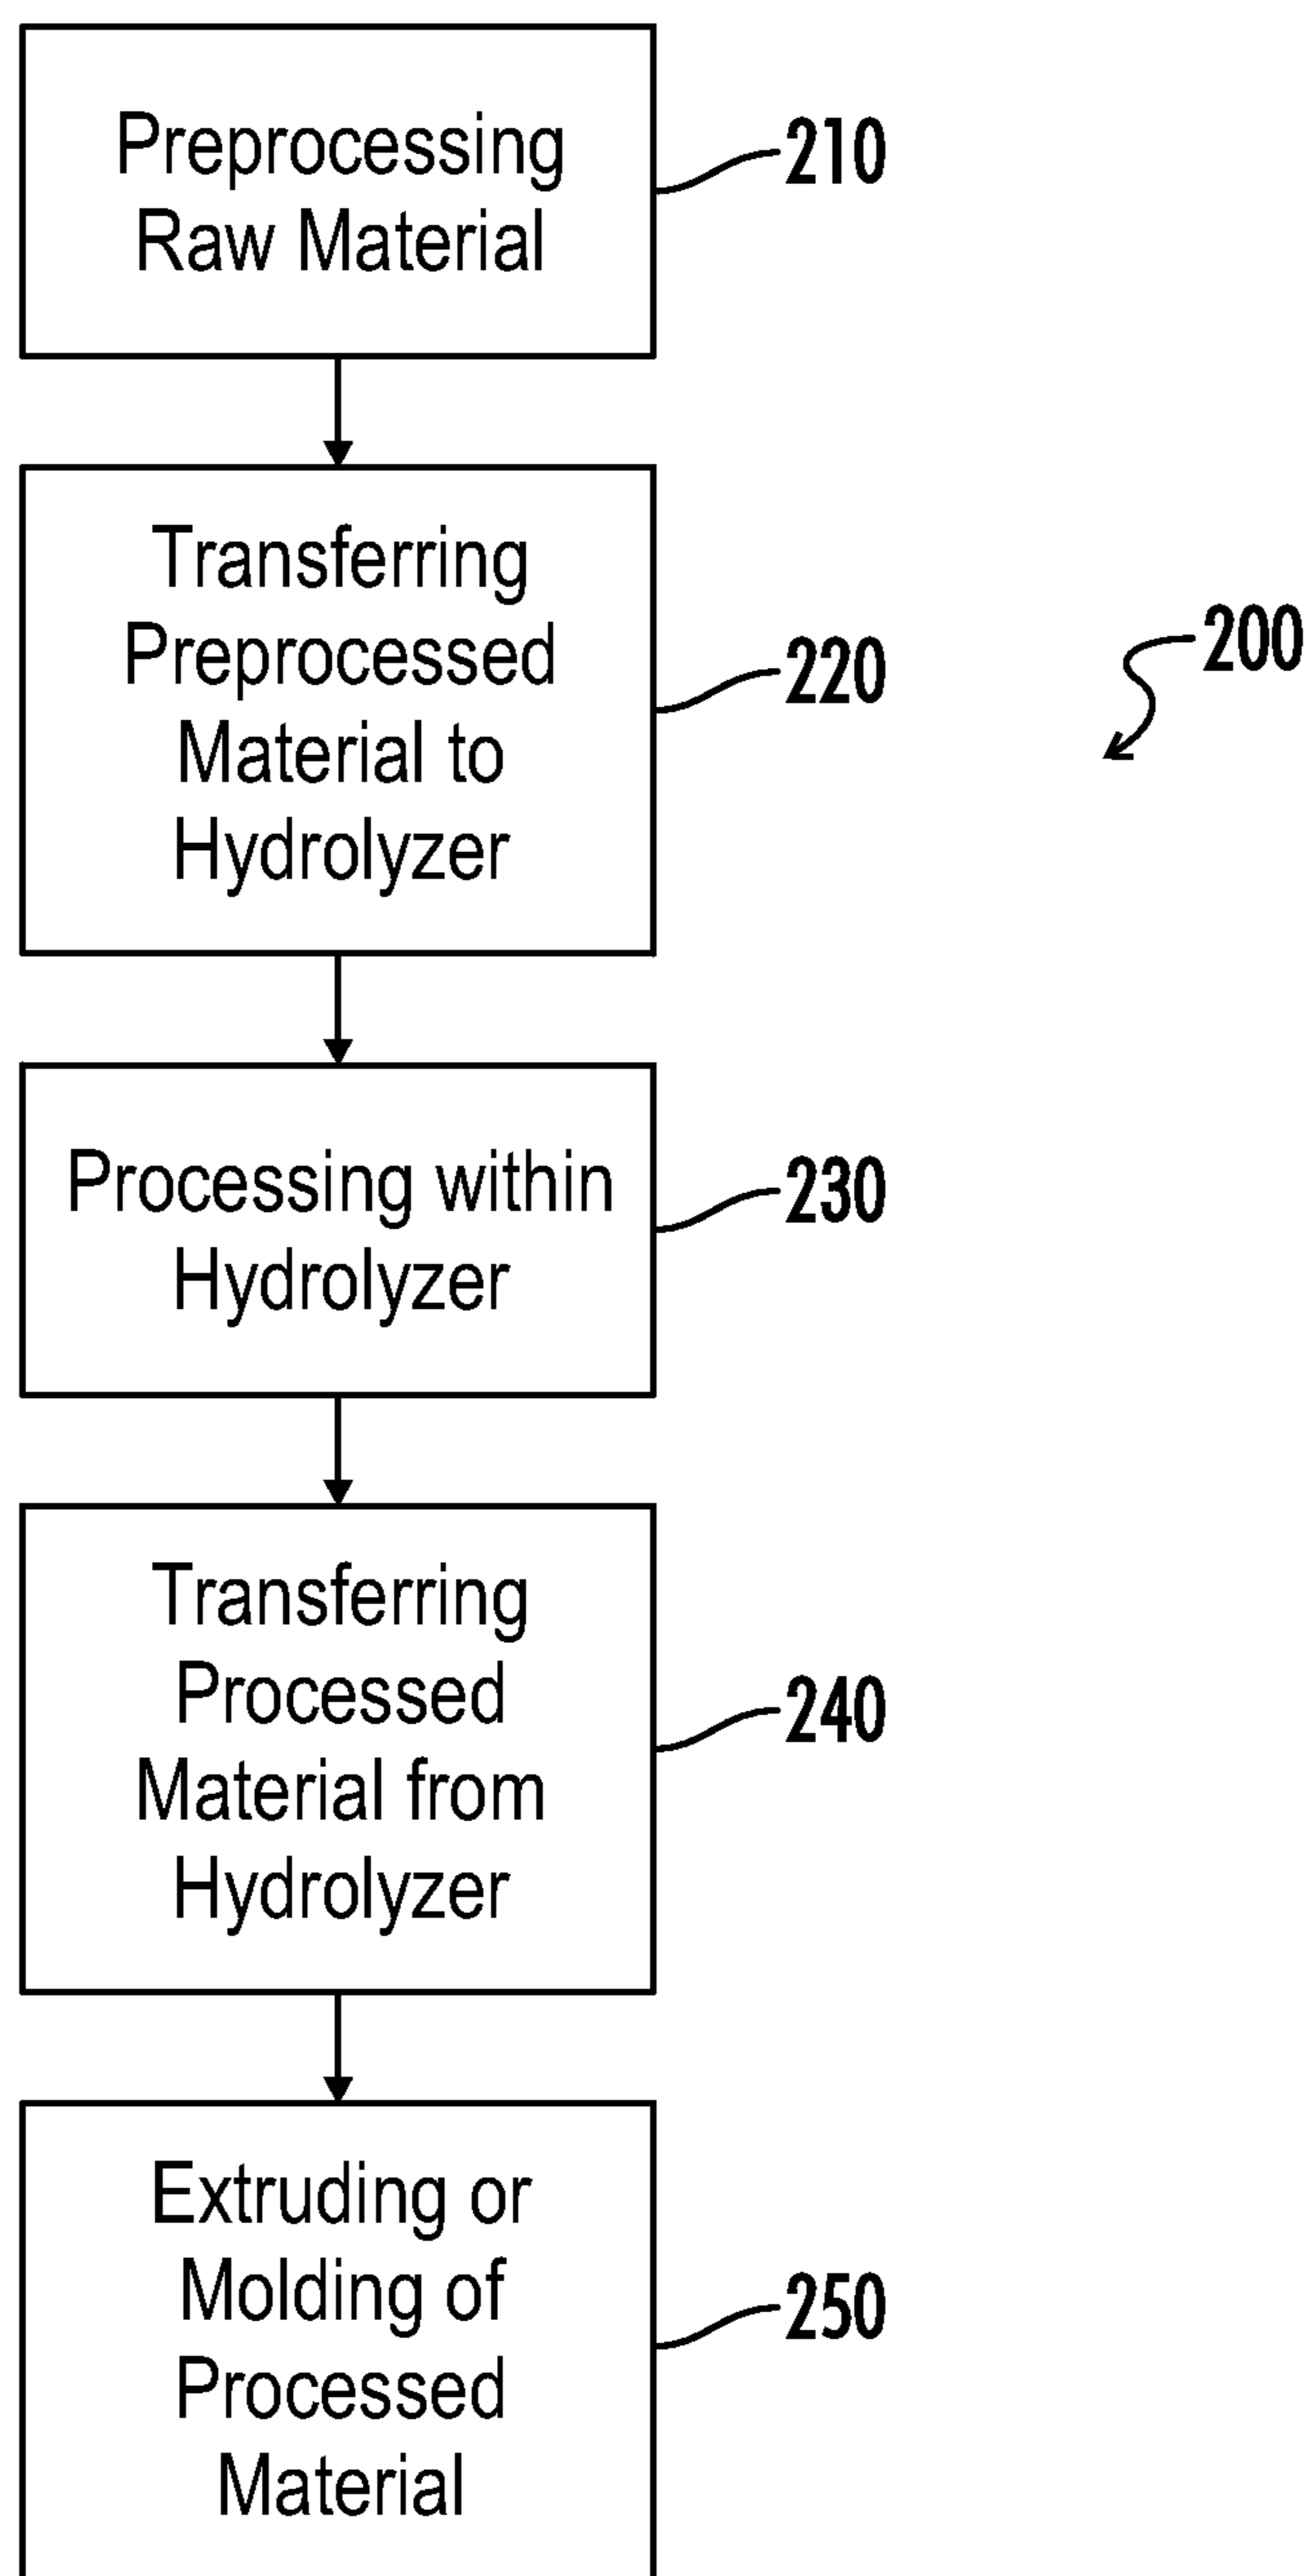 Preprocessing
Raw Material
210
Transferring
Preprocessed
Material to
Hydrolyzer
220
200
Processing within
Hydrolyzer
230
Transferring
Processed
Material from
Hydrolyzer
240
Extruding or
Molding of
Processed
Material
250